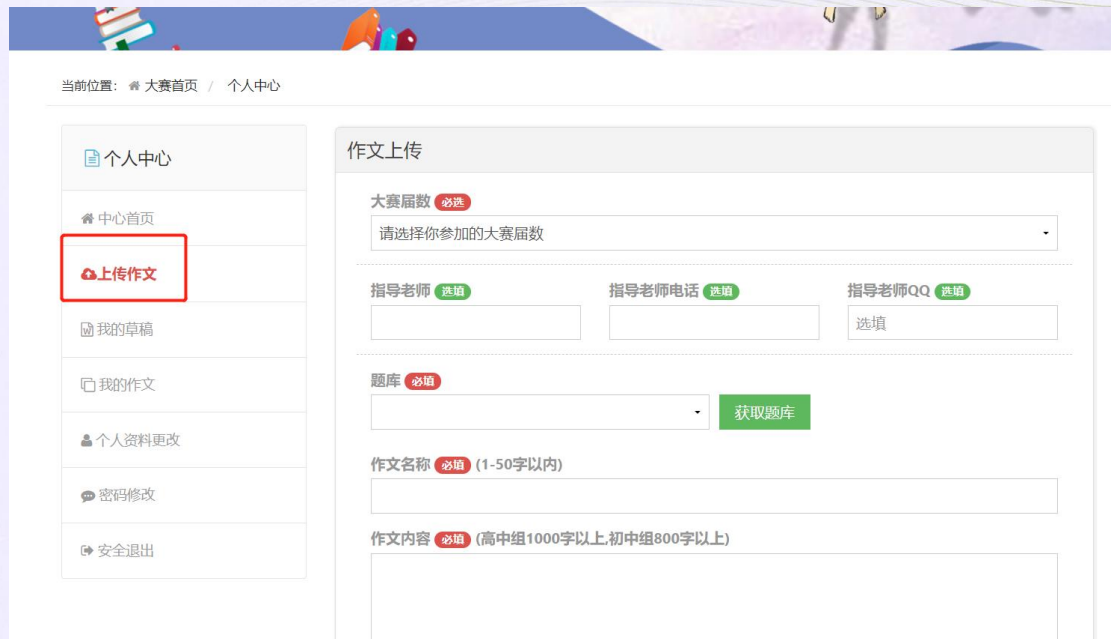 当前位置: 大赛首页 / 个人中心
个人中心
中心首页
上传作文
我的草稿
我的作文
个人资料更改
密码修改
安全退出
作文上传
大赛届数 必选
请选择你参加的大赛届数
指导老师 选填 指导老师电话 选填 指导老师QQ 选填
选填
题库 必填
获取题库
作文名称 必填 (1-50字以内)
作文内容 必填 (高中组1000字以上,初中组800字以上)